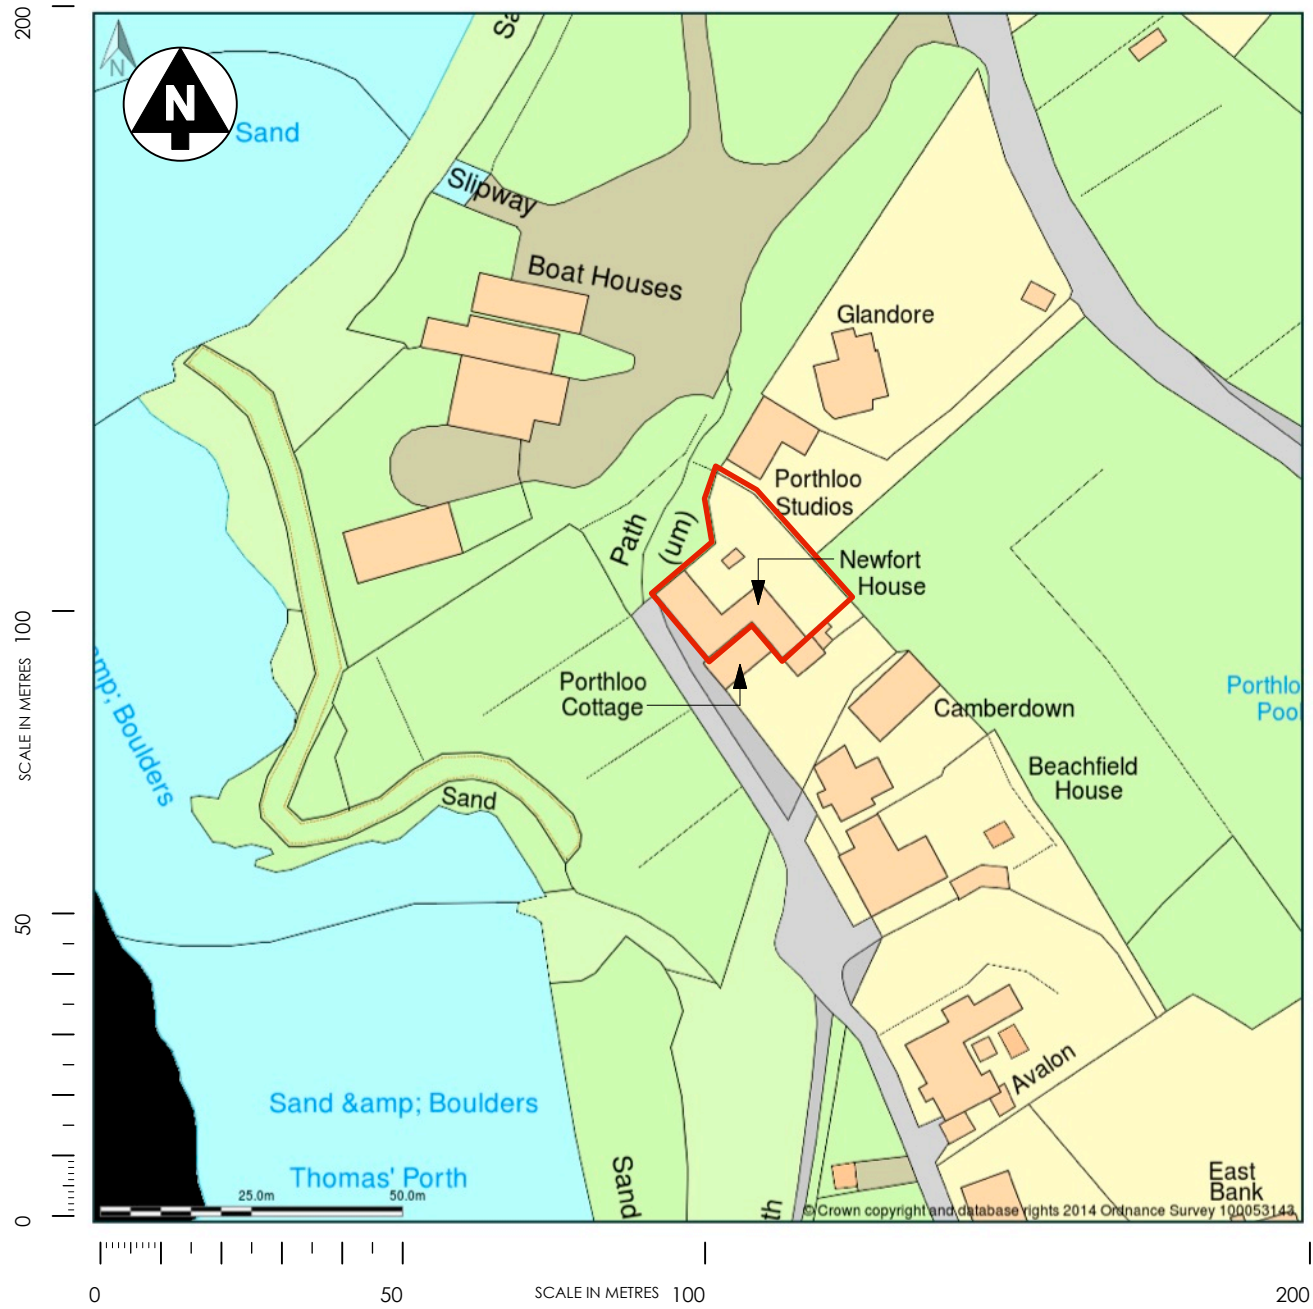 200
N
N
Sand
Slipway
Boat Houses
Glandore
Porthloo
Studios
Path
(um)
Newfort
House
100
SCALE IN METRES
Porthloo
Cottage
Camberdown
Beachfield
House
Porthlo
Pool
amp; Boulders
Sand
50
Avalon
Sand &amp; Boulders
Thomas' Porth
Sand
East
Bank
25.0m
50.0m
© Crown copyright and database rights 2014 Ordnance Survey 100053143
0
0
50
SCALE IN METRES
100
200